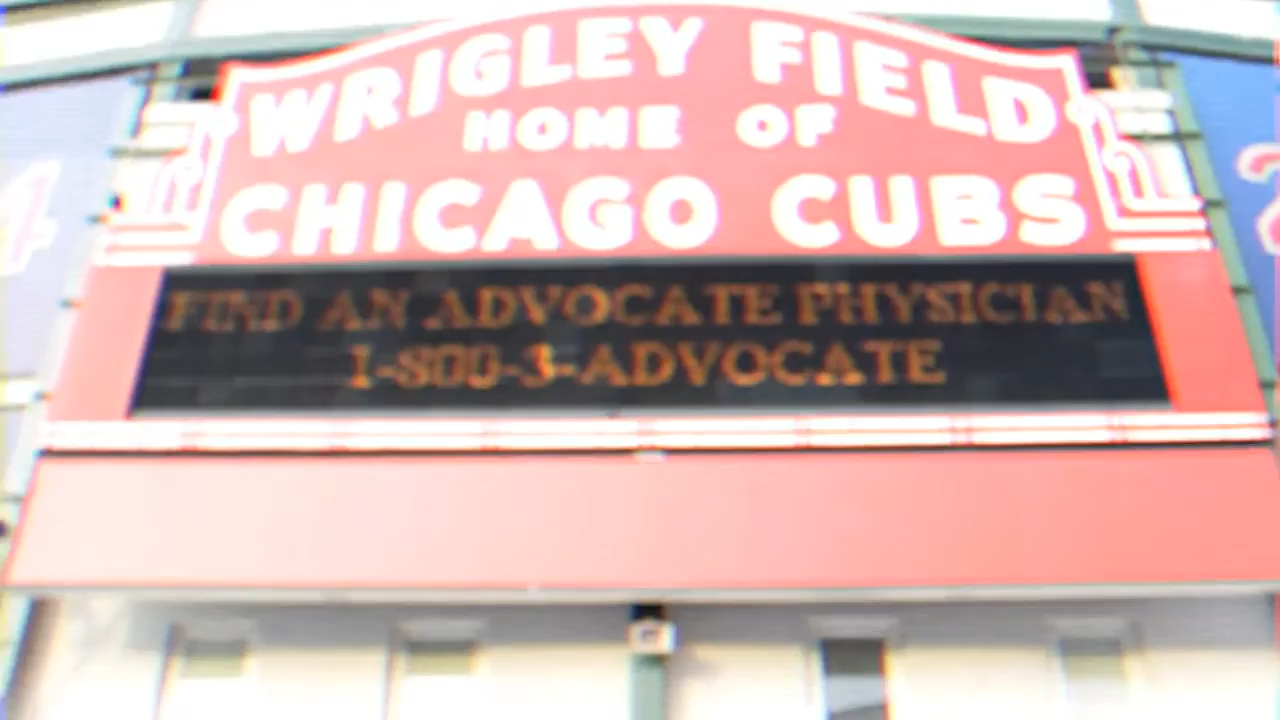 WRIGLEY FIELD
HOME OF
CHICAGO CUBS
FIND AN ADVOCATE PHYSICIAN
1-800-3-ADVOCATE